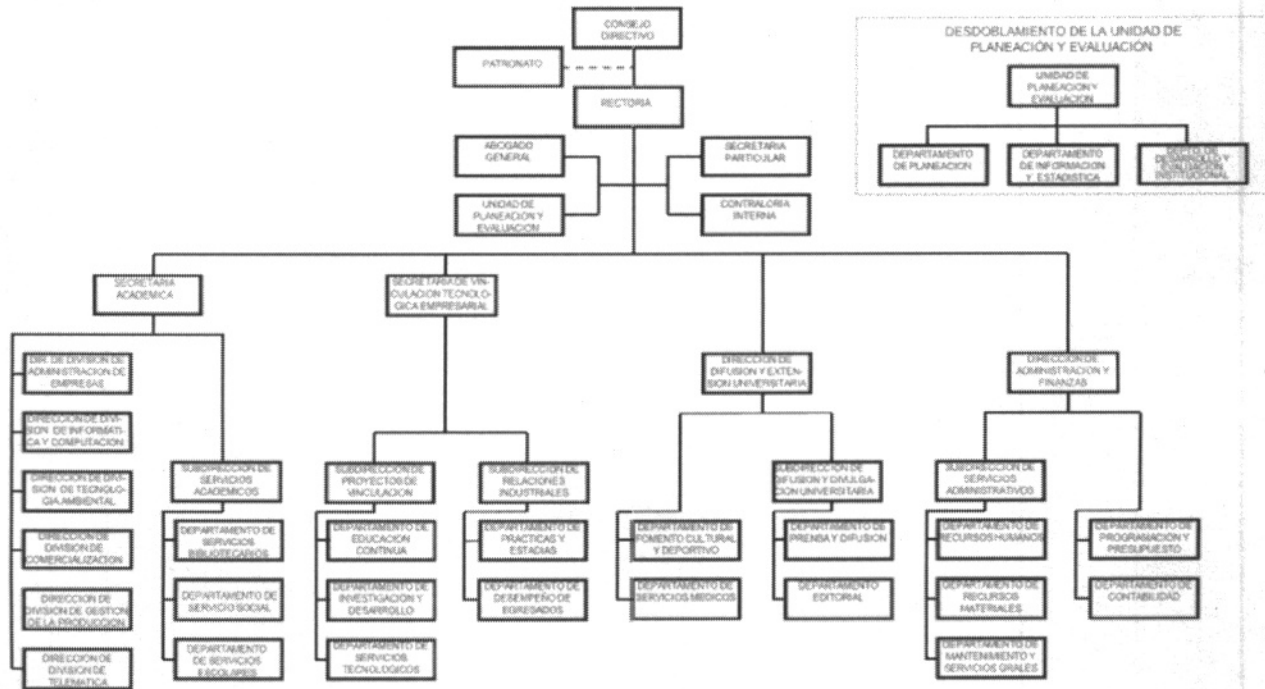 CONSEJO
DIRECTIVO
PATRONATO
RECTORIA
ABOGADO
GENERAL
SECRETARIA
PARTICULAR
UNIDAD DE
PLANEACION Y
EVALUACION
CONTRALORIA
INTERNA
DESDOBLAMIENTO DE LA UNIDAD DE
PLANEACIÓN Y EVALUACIÓN
UNIDAD DE
PLANEACION Y
EVALUACION
DEPARTAMENTO
DE PLANEACION
DEPARTAMENTO
DE INFORMACION
Y ESTADISTICA
DEPTO. DE
DESARROLLO Y
EVALUACION
INSTITUCIONAL
SECRETARIA
ACADEMICA
SECRETARIA DE VIN-
CULACION TECNOLO-
GICA EMPRESARIAL
DIRECCION DE
DIFUSION Y EXTEN-
SION UNIVERSITARIA
DIRECCION DE
ADMINISTRACION Y
FINANZAS
DIR. DE DIVISION DE
ADMINISTRACION DE
EMPRESAS
DIRECCION DE DIVI-
SION DE INFORMATI-
CA Y COMPUTACION
DIRECCION DE DIVI-
SION DE TECNOLO-
GIA AMBIENTAL
DIRECCION DE
DIVISION DE
COMERCIALIZACION
DIRECCION DE
DIVISION DE GESTION
DE LA PRODUCCION
DIRECCION DE
DIVISION DE
TELEMATICA
SUBDIRECCION DE
SERVICIOS
ACADEMICOS
DEPARTAMENTO DE
SERVICIOS
BIBLIOTECARIOS
DEPARTAMENTO DE
SERVICIO SOCIAL
DEPARTAMENTO
DE SERVICIOS
ESCOLARES
SUBDIRECCION DE
PROYECTOS DE
VINCULACION
DEPARTAMENTO DE
EDUCACION
CONTINUA
DEPARTAMENTO DE
INVESTIGACION Y
DESARROLLO
DEPARTAMENTO DE
SERVICIOS
TECNOLOGICOS
SUBDIRECCION DE
RELACIONES
INDUSTRIALES
DEPARTAMENTO DE
PRACTICAS Y
ESTADIAS
DEPARTAMENTO DE
DESEMPEÑO DE
EGRESADOS
DEPARTAMENTO DE
FOMENTO CULTURAL
Y DEPORTIVO
DEPARTAMENTO DE
SERVICIOS MEDICOS
SUBDIRECCION DE
DIFUSION Y DIVULGA-
CION UNIVERSITARIA
DEPARTAMENTO DE
PRENSA Y DIFUSION
DEPARTAMENTO
EDITORIAL
SUBDIRECCION DE
SERVICIOS
ADMINISTRATIVOS
DEPARTAMENTO DE
RECURSOS HUMANOS
DEPARTAMENTO DE
RECURSOS
MATERIALES
DEPARTAMENTO DE
MANTENIMIENTO Y
SERVICIOS GRALES
DEPARTAMENTO DE
PROGRAMACION Y
PRESUPUESTO
DEPARTAMENTO DE
CONTABILIDAD